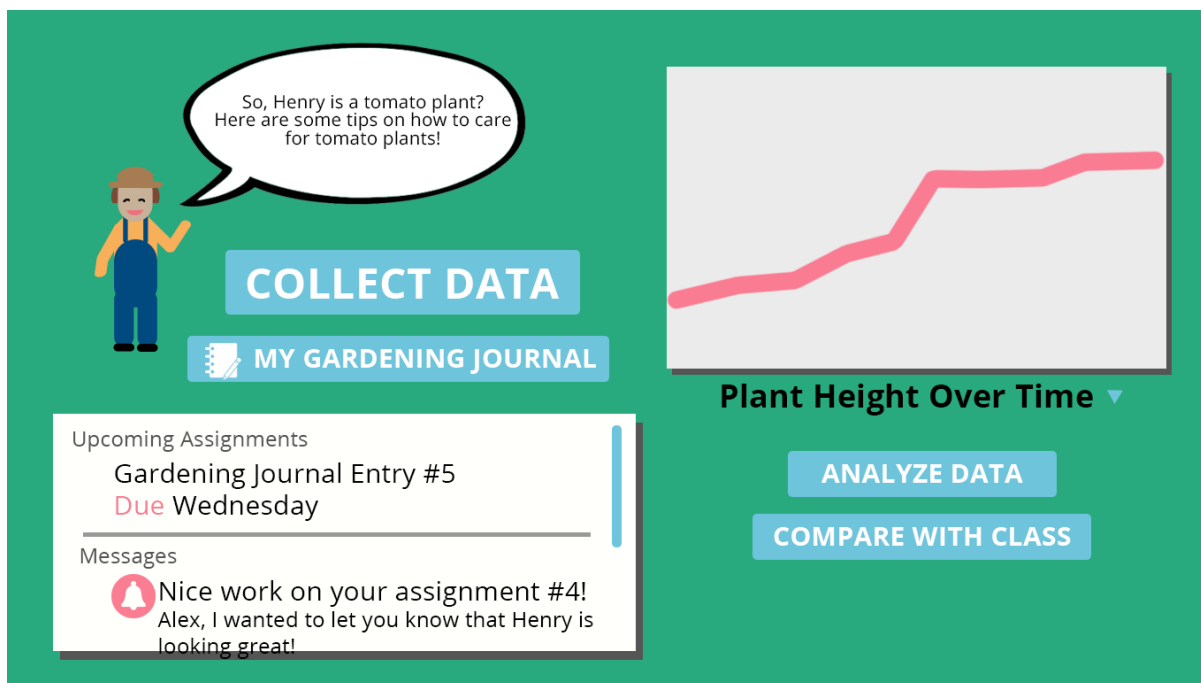 So, Henry is a tomato plant?
Here are some tips on how to care
for tomato plants!
COLLECT DATA
MY GARDENING JOURNAL
Upcoming Assignments
Gardening Journal Entry #5
Due Wednesday
Messages
Nice work on your assignment #4!
Alex, I wanted to let you know that Henry is
looking great!
Plant Height Over Time
ANALYZE DATA
COMPARE WITH CLASS